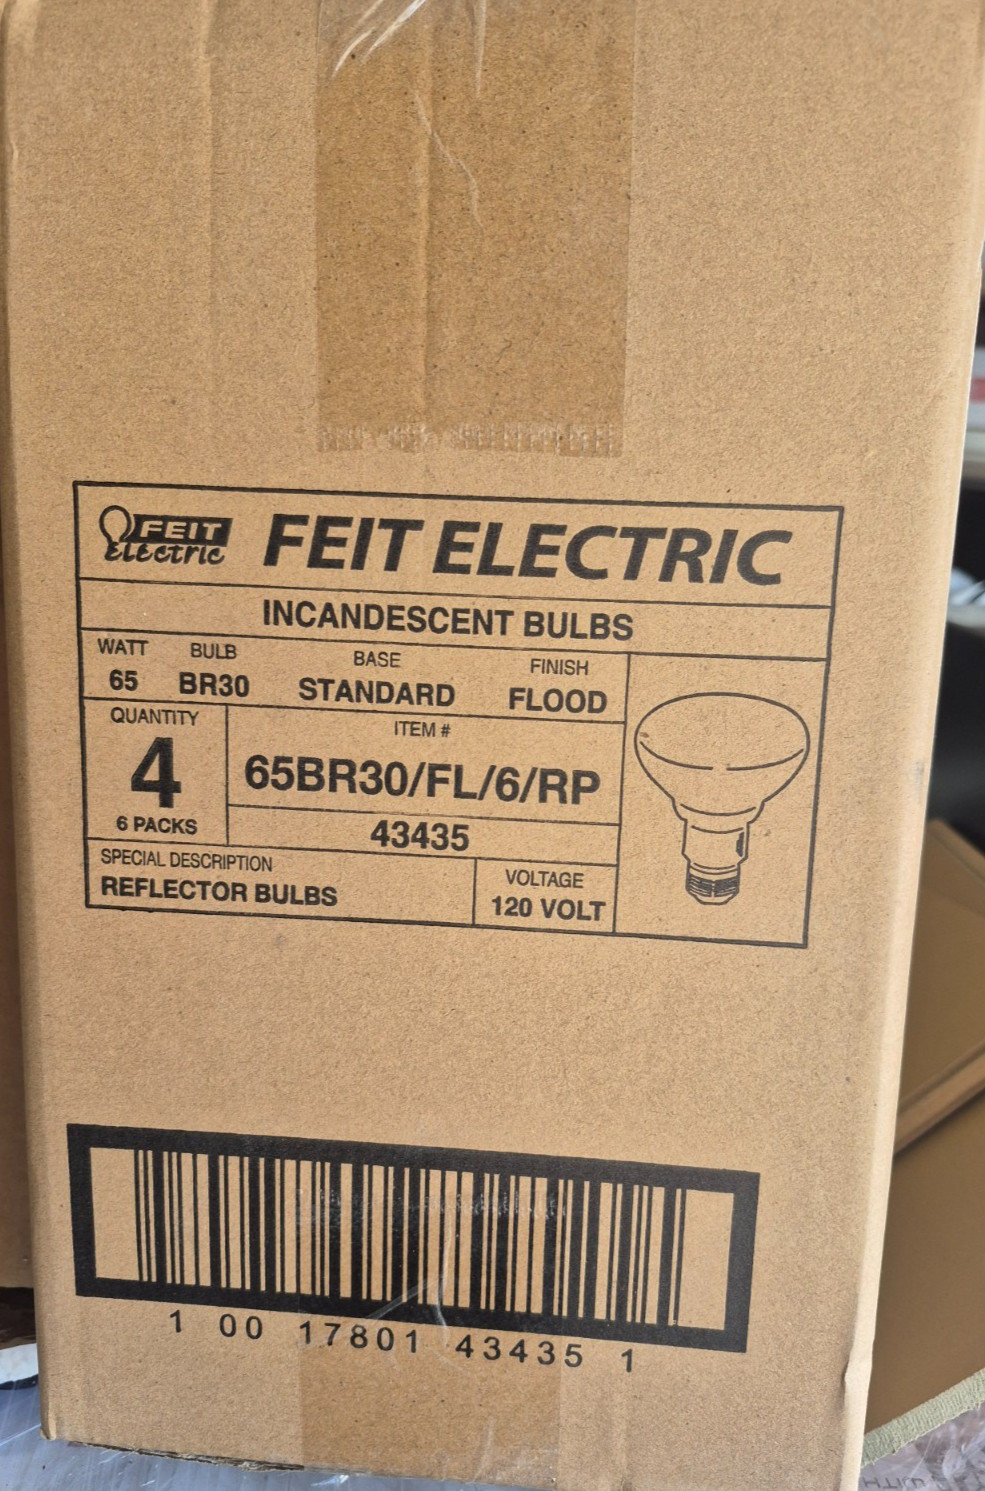 FEIT Electric FEIT ELECTRIC
INCANDESCENT BULBS
WATT BULB BASE FINISH
65 BR30 STANDARD FLOOD
QUANTITY
4
6 PACKS
ITEM #
65BR30/FL/6/RP
43435
SPECIAL DESCRIPTION
REFLECTOR BULBS
VOLTAGE
120 VOLT
1 00 17801 43435 1